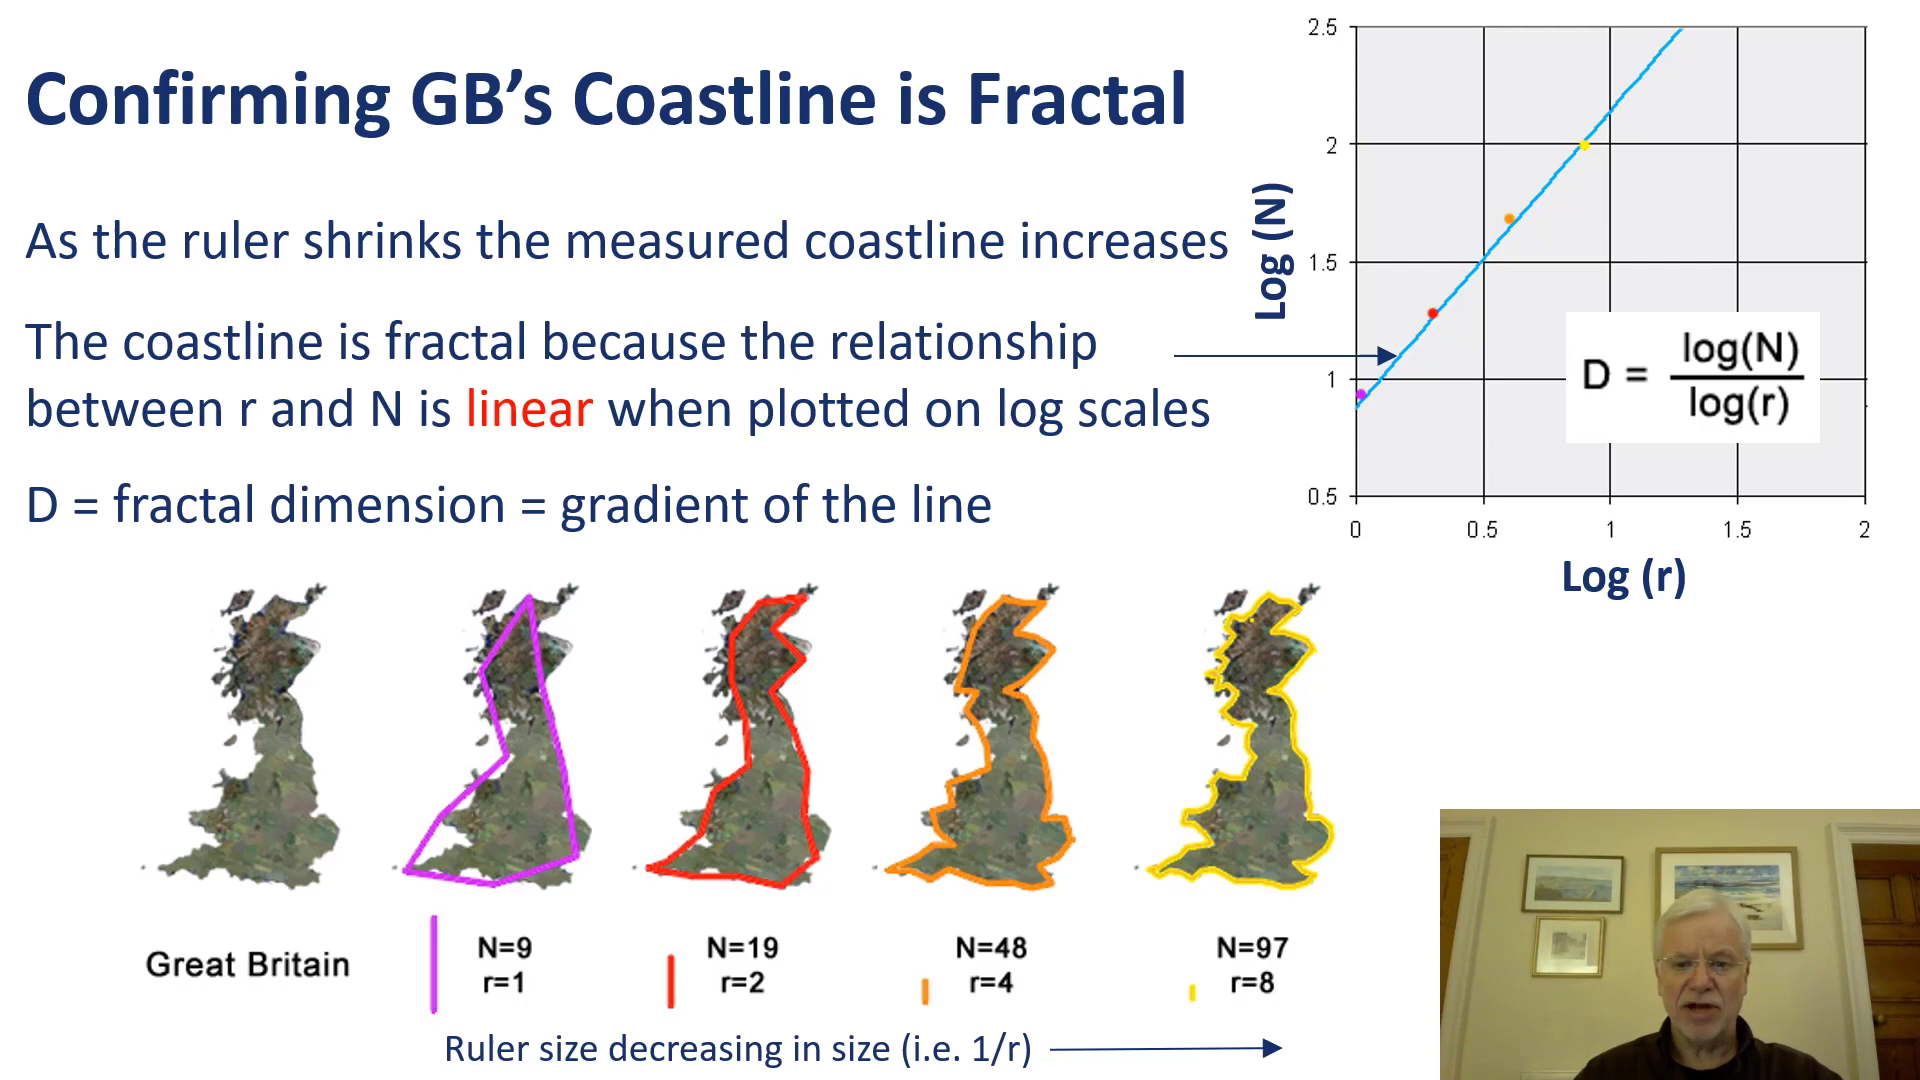 Confirming GB’s Coastline is Fractal
As the ruler shrinks the measured coastline increases
The coastline is fractal because the relationship
between r and N is linear when plotted on log scales
D = fractal dimension = gradient of the line
2.5
2
1.5
1
0.5
Log (N)
0
0.5
1
1.5
2
Log (r)
D = log(N)
log(r)
Great Britain
N=9
r=1
N=19
r=2
N=48
r=4
N=97
r=8
Ruler size decreasing in size (i.e. 1/r)